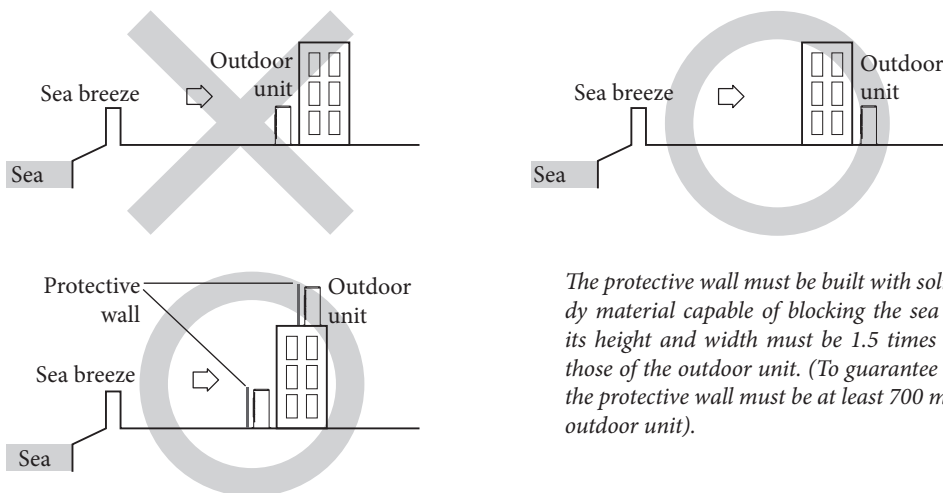 Sea breeze
Outdoor
unit
Sea
Sea breeze
Outdoor
unit
Sea
Protective
wall
Outdoor
unit
Sea breeze
Sea
The protective wall must be built with
dy material capable of blocking the sea
its height and width must be 1.5 times
those of the outdoor unit. (To guarantee
the protective wall must be at least 700
outdoor unit).